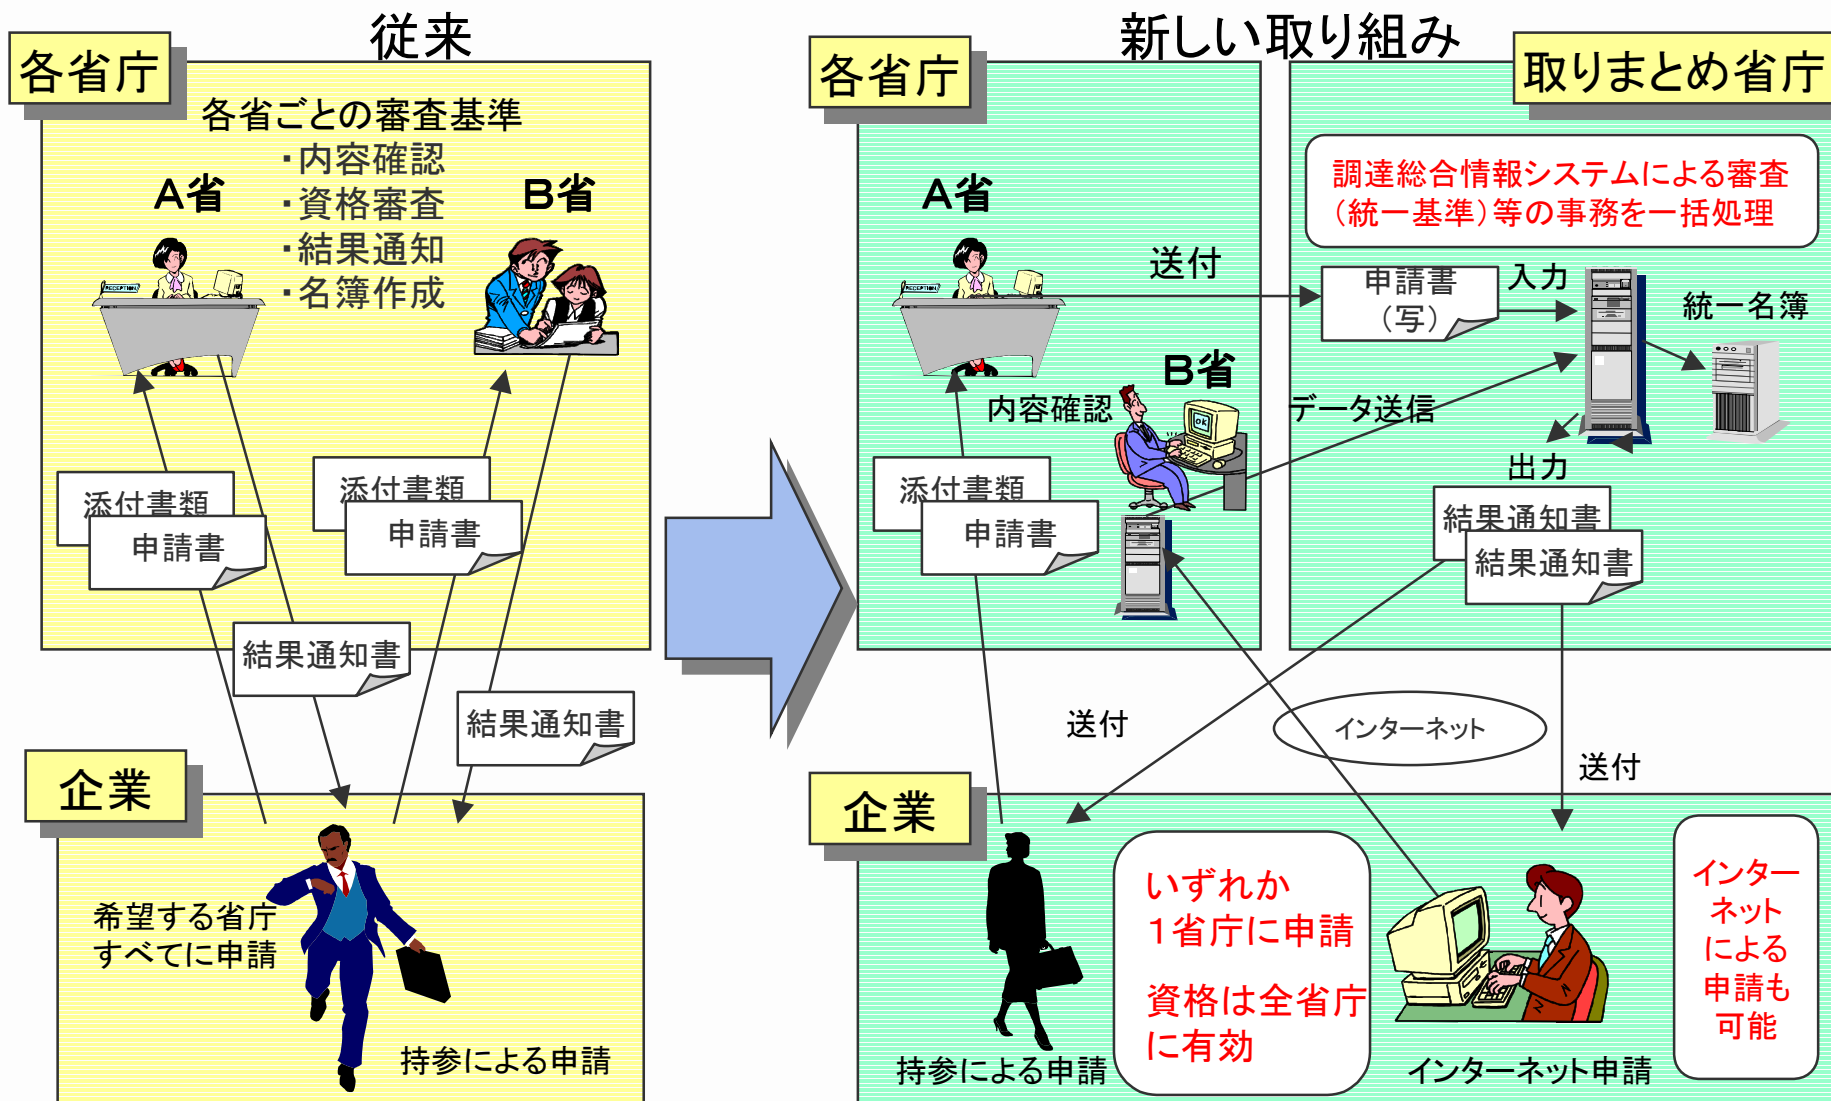 従来
各省庁
各省ごとの審査基準
・内容確認
・資格審査
・結果通知
・名簿作成
A省
B省
RECEPTION
添付書類
申請書
添付書類
申請書
結果通知書
結果通知書
企業
希望する省庁
すべてに申請
持参による申請
新しい取り組み
各省庁
取りまとめ省庁
調達総合情報システムによる審査
(統一基準)等の事務を一括処理
A省
RECEPTION
送付
申請書
(写)
入力
統一名簿
B省
内容確認
OK
データ送信
出力
添付書類
申請書
結果通知書
結果通知書
送付
インターネット
送付
企業
いずれか
1省庁に申請
資格は全省庁
に有効
インター
ネット
による
申請も
可能
持参による申請
インターネット申請